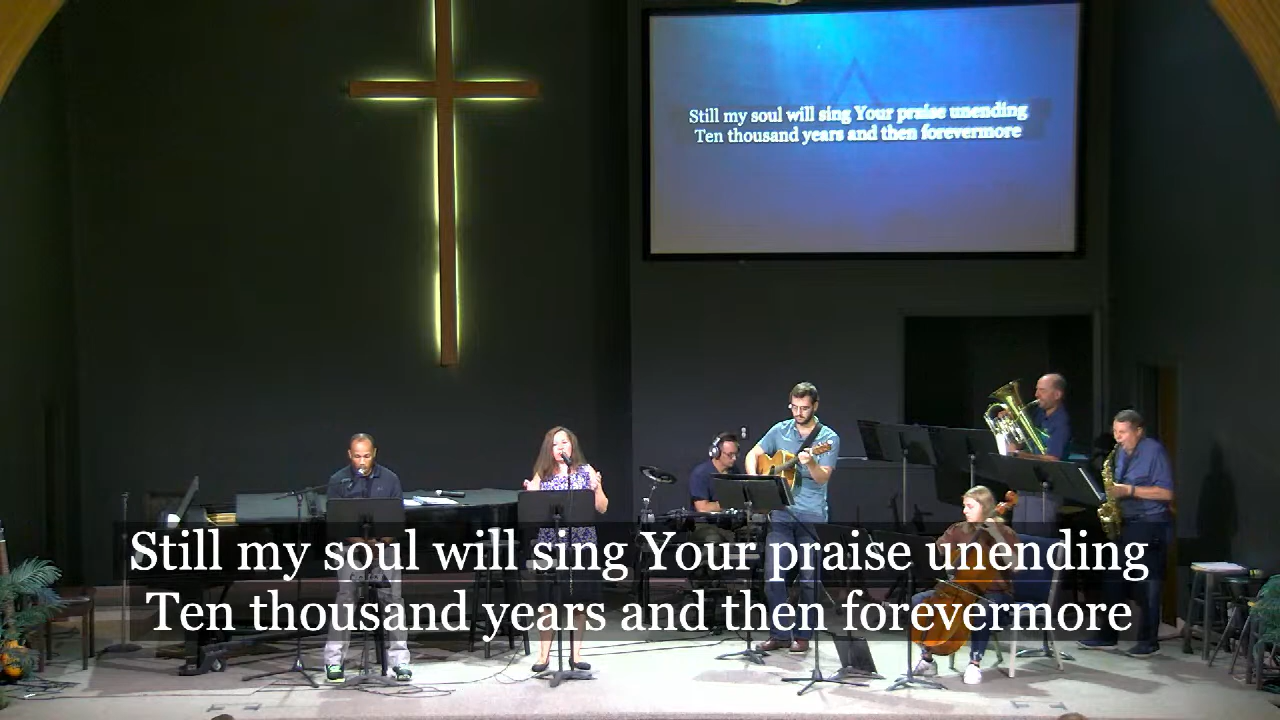 Still my soul will sing Your praise unending
Ten thousand years and then forevermore
Still my soul will sing Your praise unending
Ten thousand years and then forevermore